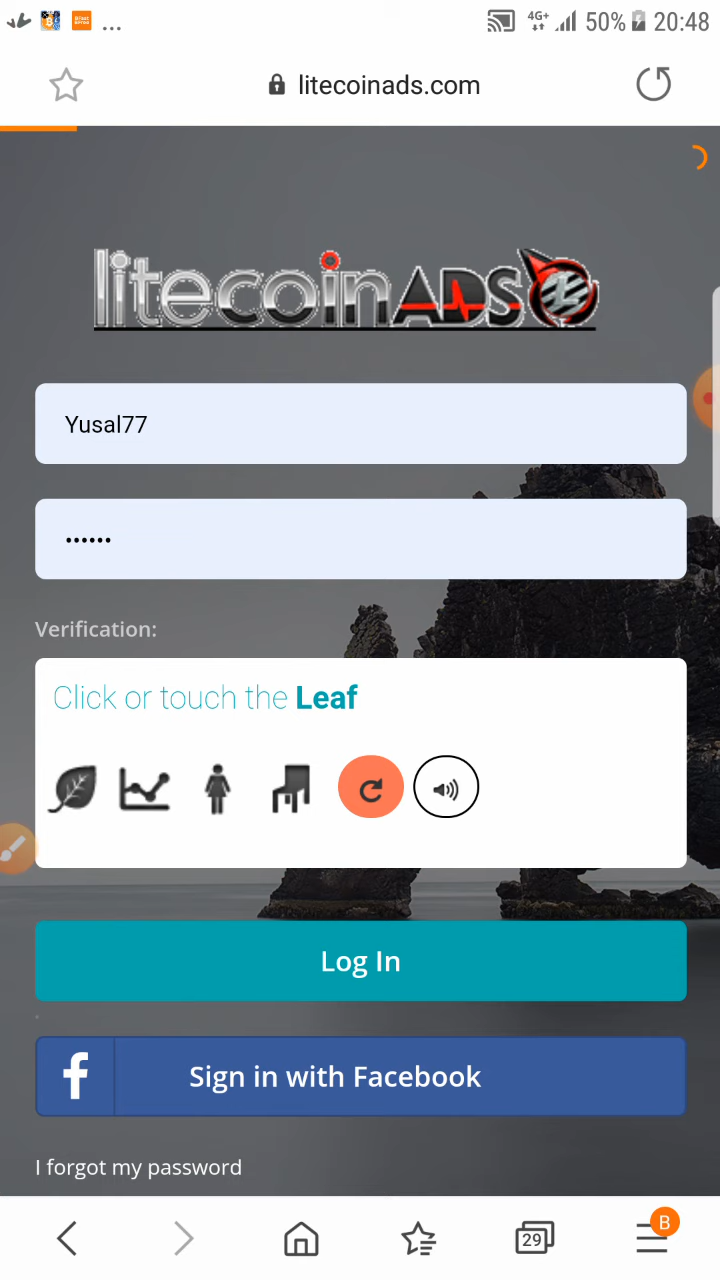 ... 4G+ 50% 20:48
litecoinads.com
litecoinADS
Yusal77
••••••
Verification:
Click or touch the Leaf
Log In
f Sign in with Facebook
I forgot my password
29 B